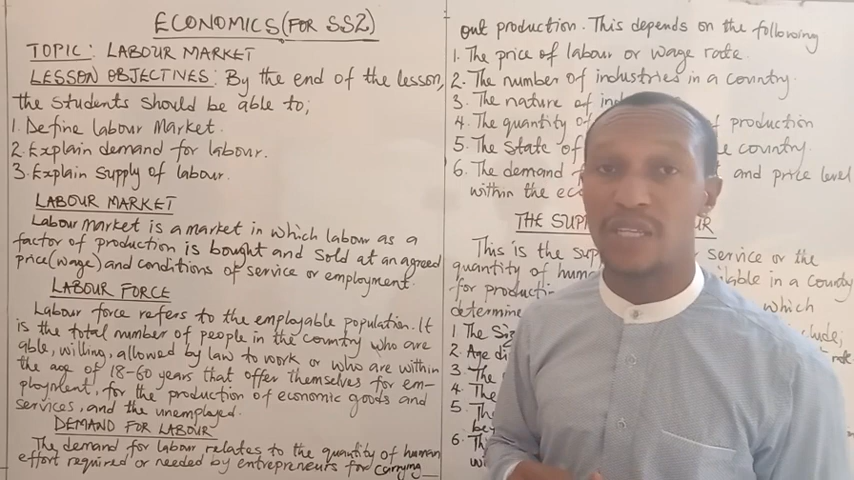 ECONOMICS (FOR SS2)
TOPIC: LABOUR MARKET
LESSON OBJECTIVES: By the end of the lesson,
the students should be able to;
1. Define labour Market.
2. Explain demand for labour.
3. Explain supply of labour.
LABOUR MARKET
Labour market is a market in which labour as a
factor of production is bought and sold at an agreed
price (wage) and conditions of service or employment.
LABOUR FORCE
Labour force refers to the employable population. It
is the total number of people in the country who are
able, willing, allowed by law to work or who are within
the age of 18-60 years that offer themselves for em-
ployment, for the production of economic goods and
services, and the unemployed.
DEMAND FOR LABOUR
The demand for labour relates to the quantity of human
effort required or needed by entrepreneurs for carrying
out production. This depends on the following
1. The price of labour or wage rate.
2. The number of industries in a country.
3. The nature of
4. The quantity of production
5. The state of country.
6. The demand and price level
within the
THE
This is the service or the
quantity of in a country
for which
include;
1. The
2. Age
3. The
4. The
5.
6.